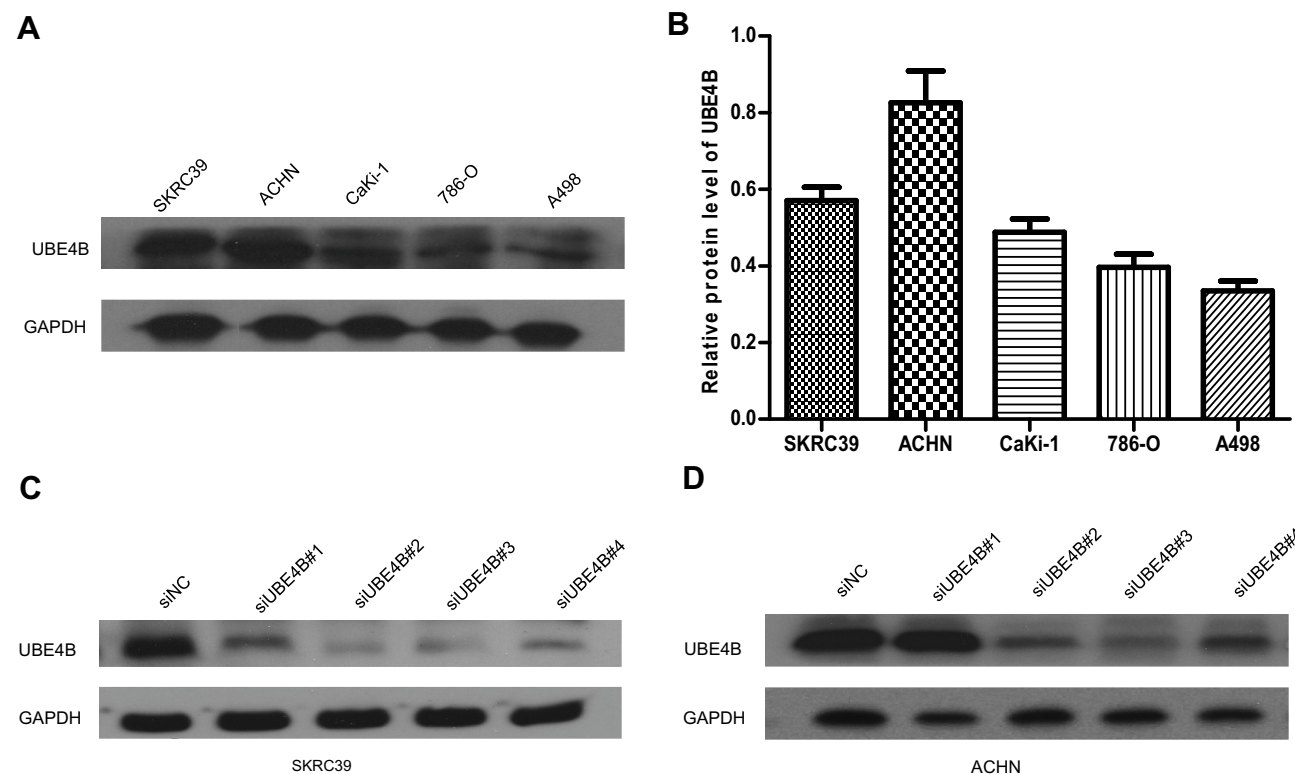 A
SKRC39 ACHN CaKi-1 786-O A498
UBE4B
GAPDH
B
Relative protein level of UBE4B
1.0
0.8
0.6
0.4
0.2
0.0
SKRC39 ACHN CaKi-1 786-O A498
C
siNC siUBE4B#1 siUBE4B#2 siUBE4B#3 siUBE4B#4
UBE4B
GAPDH
SKRC39
D
siNC siUBE4B#1 siUBE4B#2 siUBE4B#3 siUBE4B#4
UBE4B
GAPDH
ACHN